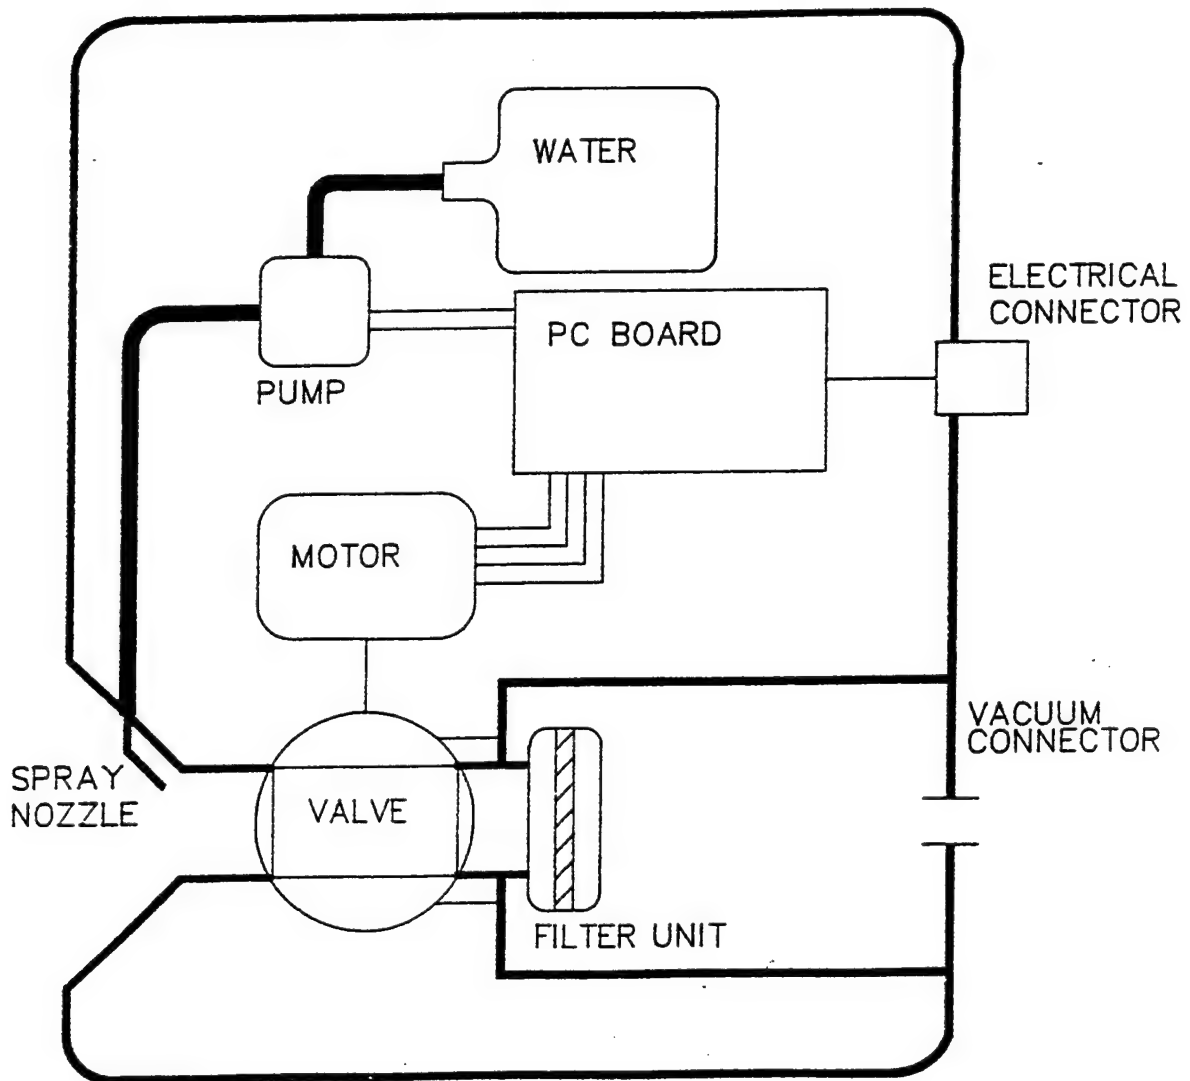 WATER
ELECTRICAL
CONNECTOR
PC BOARD
PUMP
MOTOR
VACUUM
CONNECTOR
SPRAY
NOZZLE
VALVE
FILTER UNIT